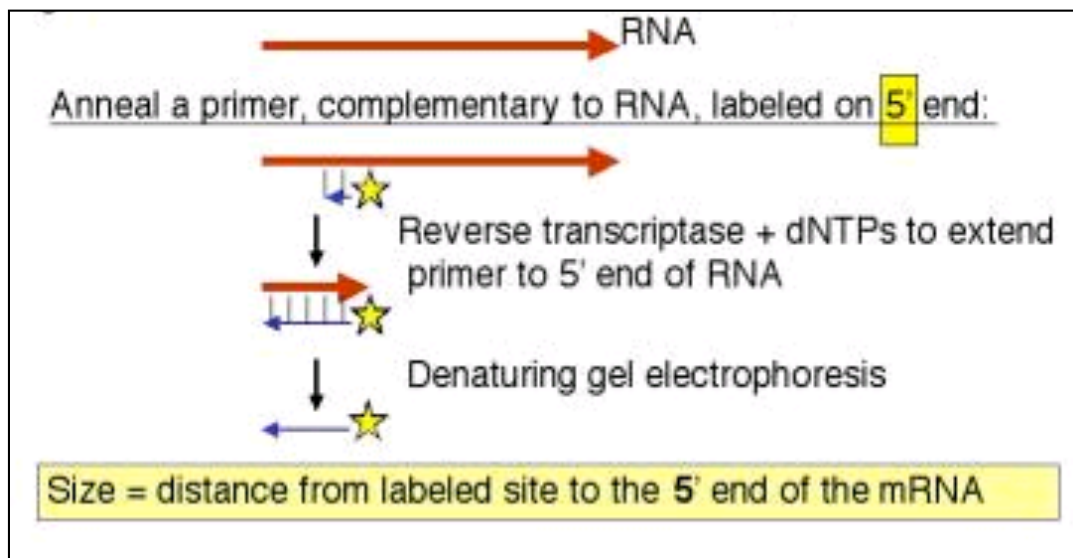 RNA
Anneal a primer, complementary to RNA, labeled on 5' end:
Reverse transcriptase + dNTPs to extend
primer to 5' end of RNA
Denaturing gel electrophoresis
Size = distance from labeled site to the 5' end of the mRNA